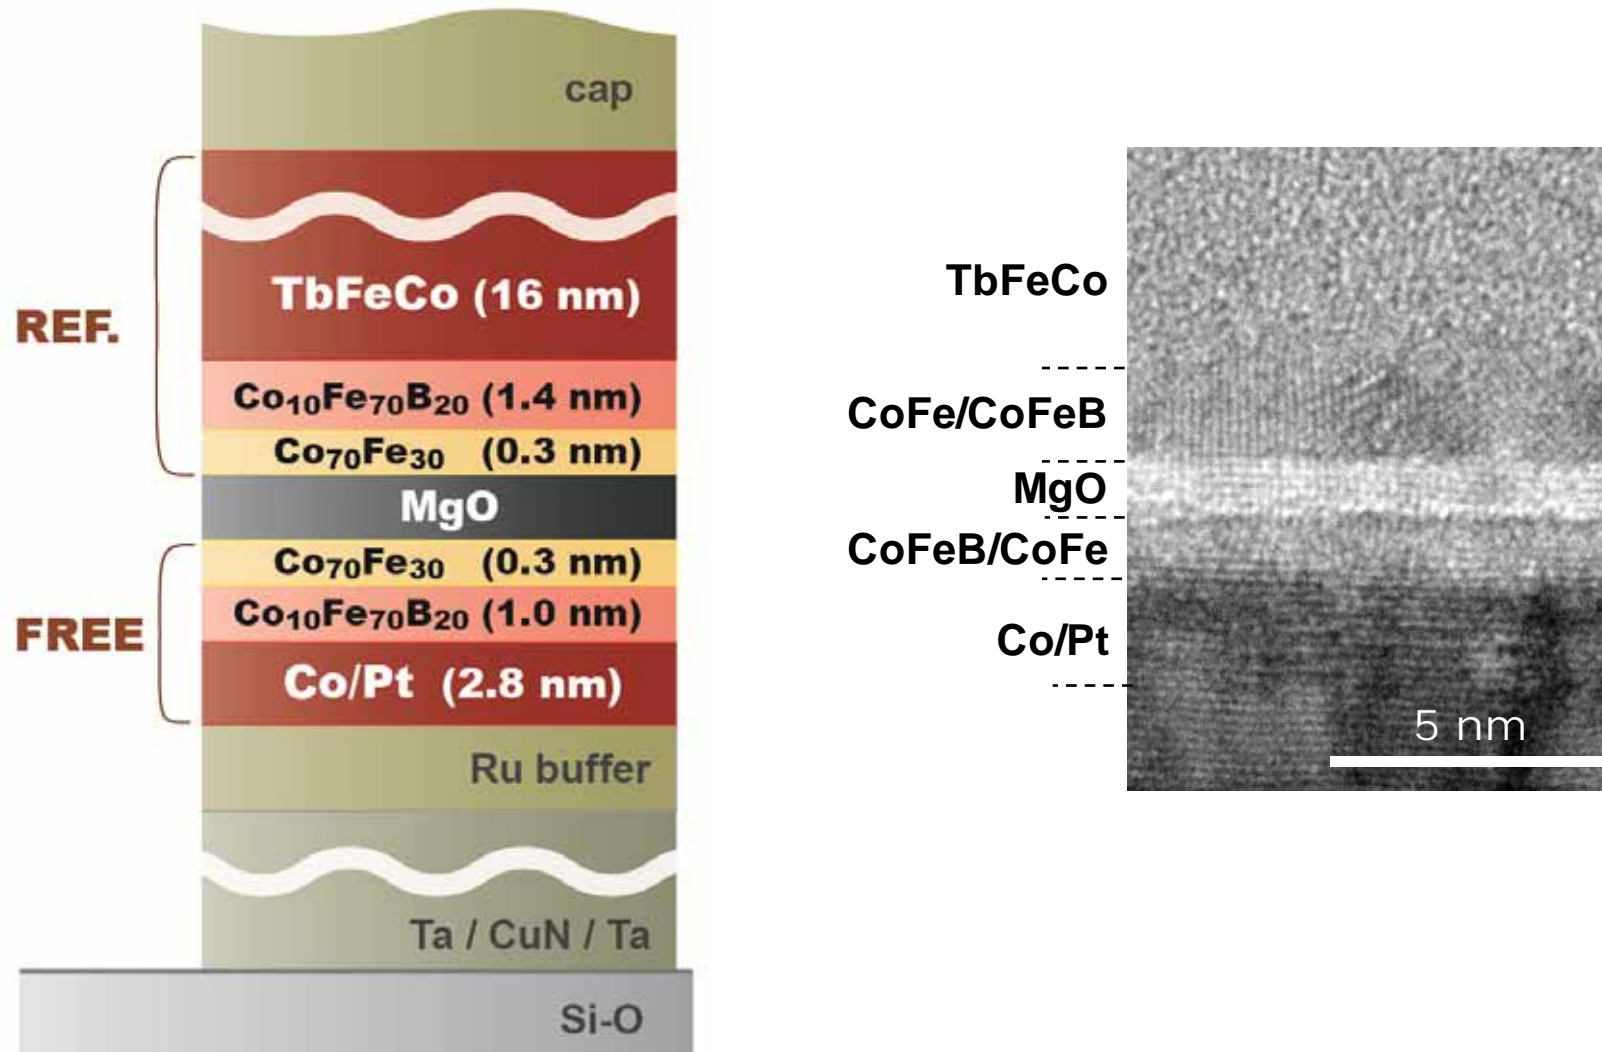 cap
REF.
TbFeCo (16 nm)
Co₁₀Fe₇₀B₂₀ (1.4 nm)
Co₇₀Fe₃₀ (0.3 nm)
MgO
FREE
Co₇₀Fe₃₀ (0.3 nm)
Co₁₀Fe₇₀B₂₀ (1.0 nm)
Co/Pt (2.8 nm)
Ru buffer
Ta / CuN / Ta
Si-O
TbFeCo
CoFe/CoFeB
MgO
CoFeB/CoFe
Co/Pt
5 nm